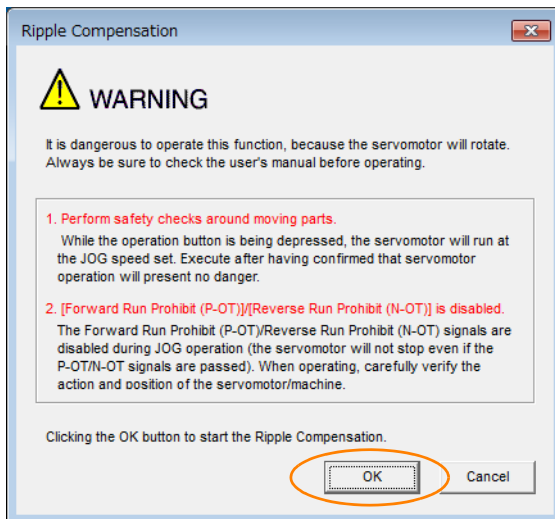 Ripple Compensation
WARNING
It is dangerous to operate this function, because the servomotor will rotate.
Always be sure to check the user's manual before operating.
1. Perform safety checks around moving parts.
While the operation button is being depressed, the servomotor will run at
the JOG speed set. Execute after having confirmed that servomotor
operation will present no danger.
2. [Forward Run Prohibit (P-OT)]/[Reverse Run Prohibit (N-OT)] is disabled.
The Forward Run Prohibit (P-OT)/Reverse Run Prohibit (N-OT) signals are
disabled during JOG operation (the servomotor will not stop even if the
P-OT/N-OT signals are passed). When operating, carefully verify the
action and position of the servomotor/machine.
Clicking the OK button to start the Ripple Compensation.
OK Cancel